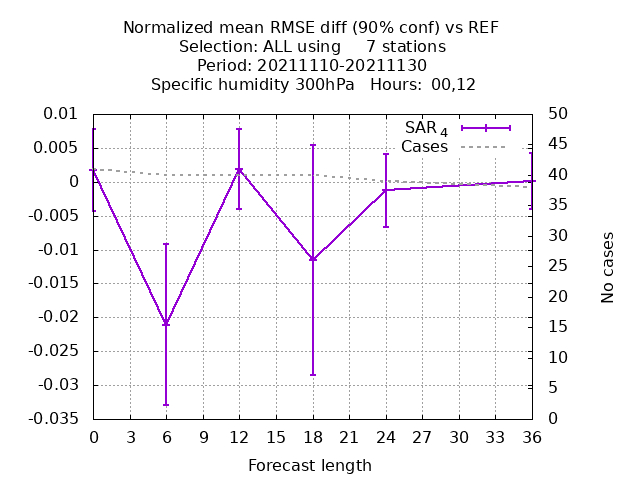 Normalized mean RMSE diff (90% conf) vs REF
Selection: ALL using 7 stations
Period: 20211110-20211130
Specific humidity 300hPa Hours: 00,12
SAR 4
Cases
0.01
0.005
0
-0.005
-0.01
-0.015
-0.02
-0.025
-0.03
-0.035
50
45
40
35
30
25
20
15
10
5
0
No cases
0 3 6 9 12 15 18 21 24 27 30 33 36
Forecast length